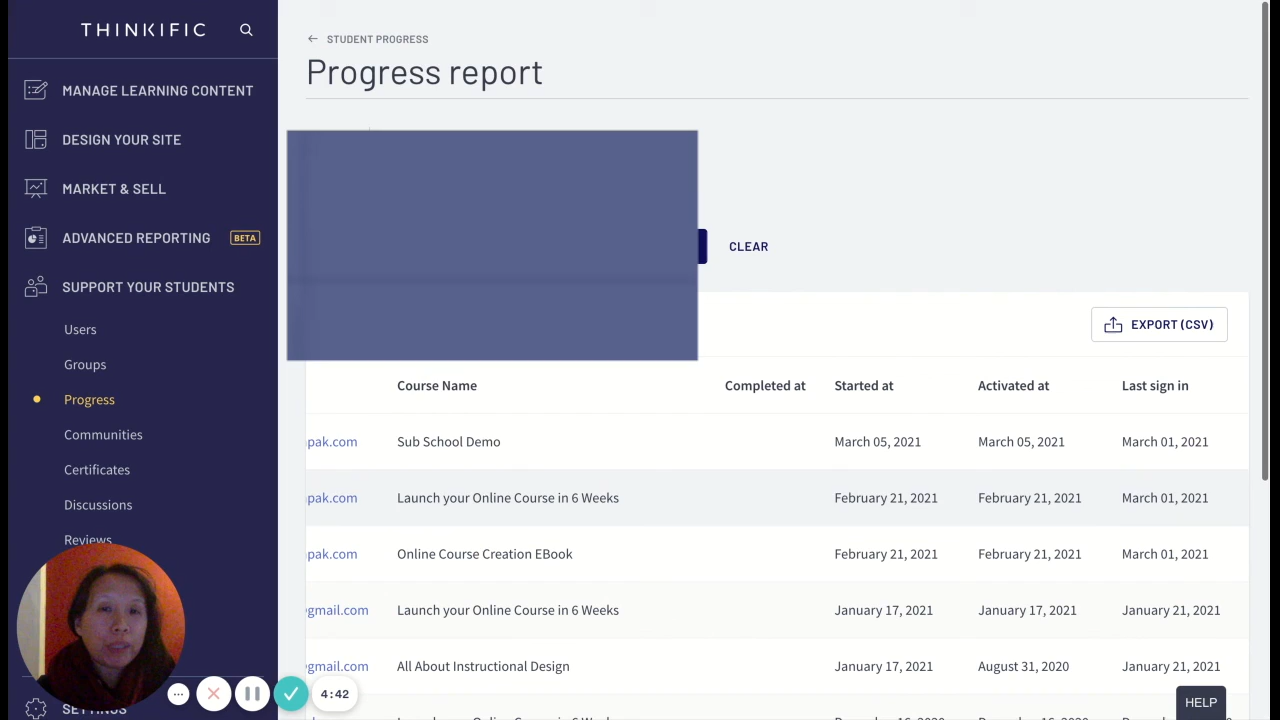 THINKIFIC
MANAGE LEARNING CONTENT
DESIGN YOUR SITE
MARKET & SELL
ADVANCED REPORTING BETA
SUPPORT YOUR STUDENTS
Users
Groups
Progress
Communities
Certificates
Discussions
Reviews
SETTINGS
4:42
← STUDENT PROGRESS
Progress report
CLEAR
EXPORT (CSV)
Course Name Completed at Started at Activated at Last sign in
pak.com Sub School Demo March 05, 2021 March 05, 2021 March 01, 2021
pak.com Launch your Online Course in 6 Weeks February 21, 2021 February 21, 2021 March 01, 2021
pak.com Online Course Creation EBook February 21, 2021 February 21, 2021 March 01, 2021
@gmail.com Launch your Online Course in 6 Weeks January 17, 2021 January 17, 2021 January 21, 2021
@gmail.com All About Instructional Design January 17, 2021 August 31, 2020 January 21, 2021
HELP